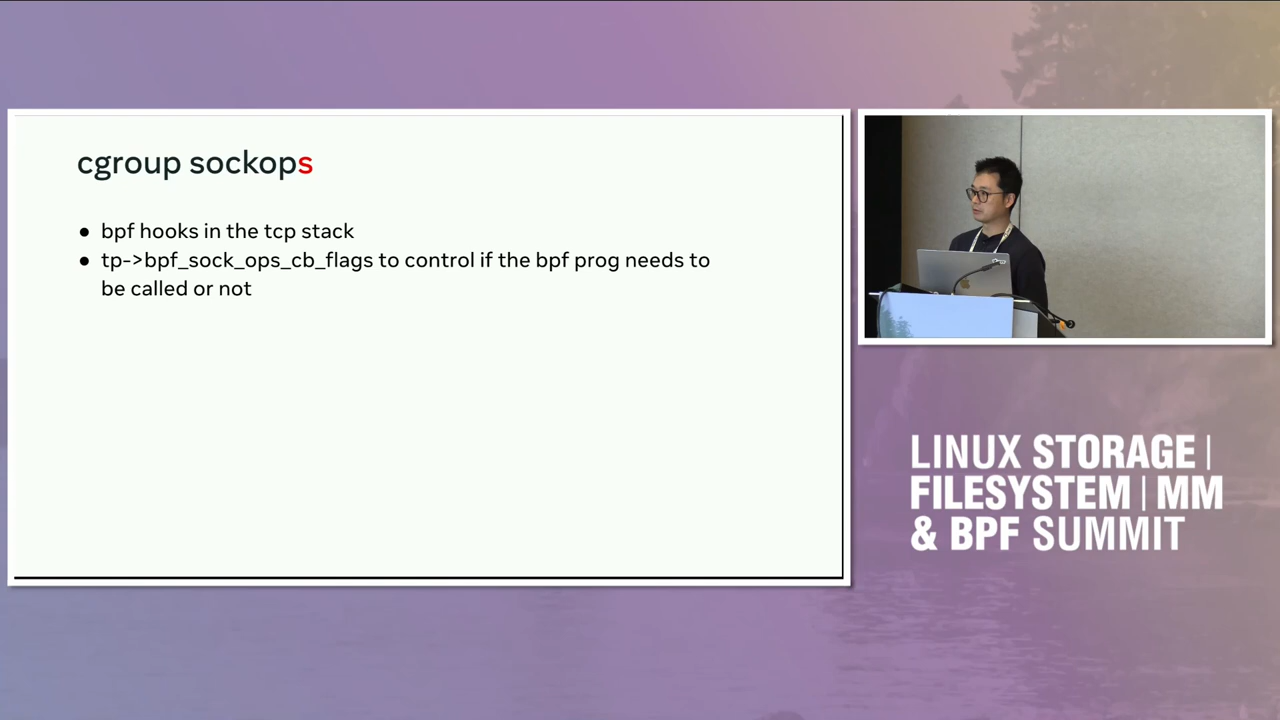 cgroup sockops
● bpf hooks in the tcp stack
● tp->bpf_sock_ops_cb_flags to control if the bpf prog needs to
be called or not
LINUX STORAGE |
FILESYSTEM | MM
& BPF SUMMIT